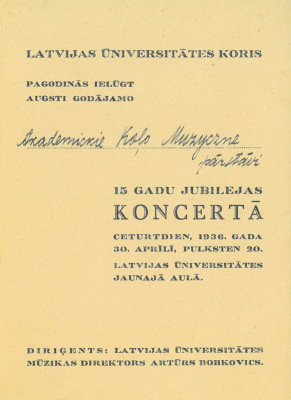 LATVIJAS ŪNIVERSITĀTES KORIS
PAGODINĀS IELŪGT
AUGSTI GODĀJAMO
Akademickie Koło Muzyczne
pārstāvi
15 GADU JUBILEJAS
KONCERTĀ
CETURTDIEN, 1936. GADA
30. APRĪLĪ, PULKSTEN 20.
LATVIJAS ŪNIVERSITĀTES
JAUNAJĀ AULĀ.
DIRIĢENTS: LATVIJAS ŪNIVERSITĀTES
MŪZIKAS DIREKTORS ARTŪRS BOBKOVICS.